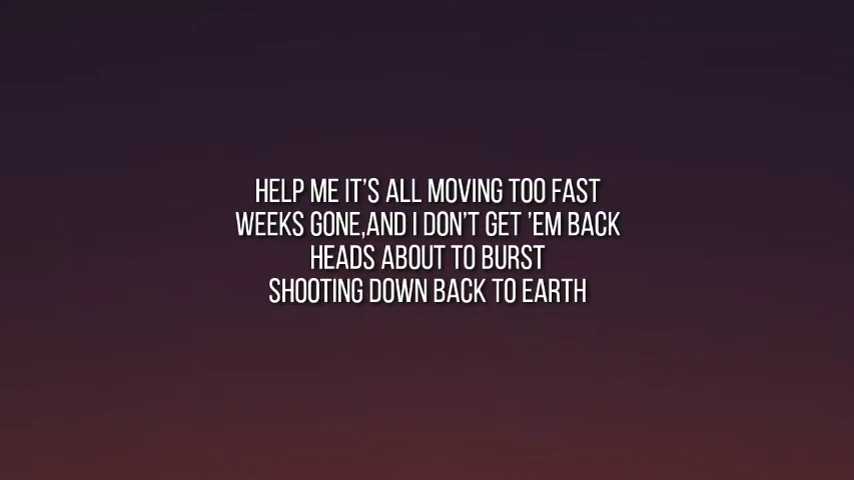 HELP ME IT'S ALL MOVING TOO FAST
WEEKS GONE,AND I DON'T GET 'EM BACK
HEADS ABOUT TO BURST
SHOOTING DOWN BACK TO EARTH